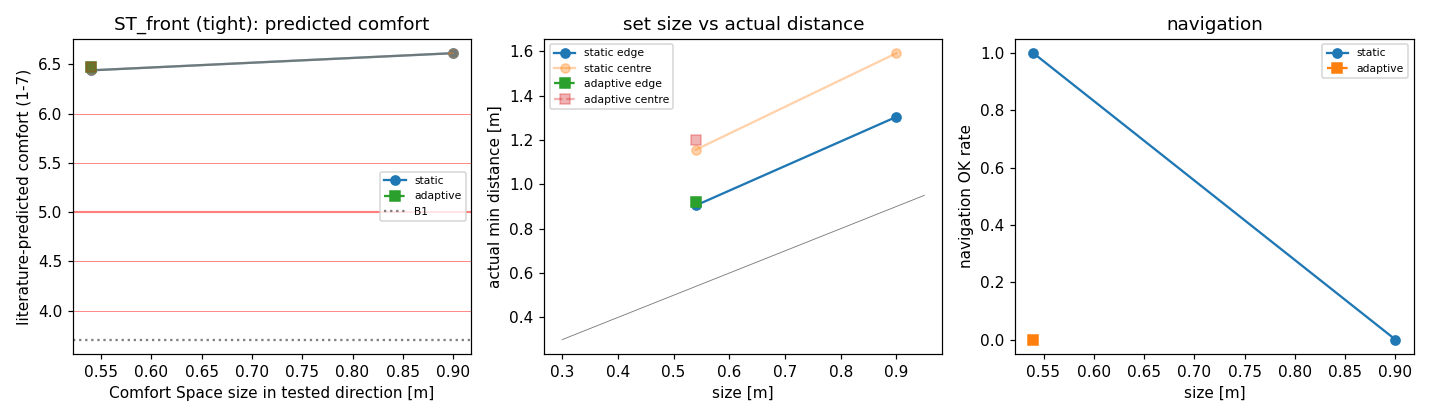 ST_front (tight): predicted comfort
literature-predicted comfort (1-7)
6.5
6.0
5.5
5.0
4.5
4.0
static
adaptive
B1
0.55 0.60 0.65 0.70 0.75 0.80 0.85 0.90
Comfort Space size in tested direction [m]
set size vs actual distance
actual min distance [m]
1.6
1.4
1.2
1.0
0.8
0.6
0.4
static edge
static centre
adaptive edge
adaptive centre
0.3 0.4 0.5 0.6 0.7 0.8 0.9
size [m]
navigation
navigation OK rate
1.0
0.8
0.6
0.4
0.2
0.0
static
adaptive
0.55 0.60 0.65 0.70 0.75 0.80 0.85 0.90
size [m]